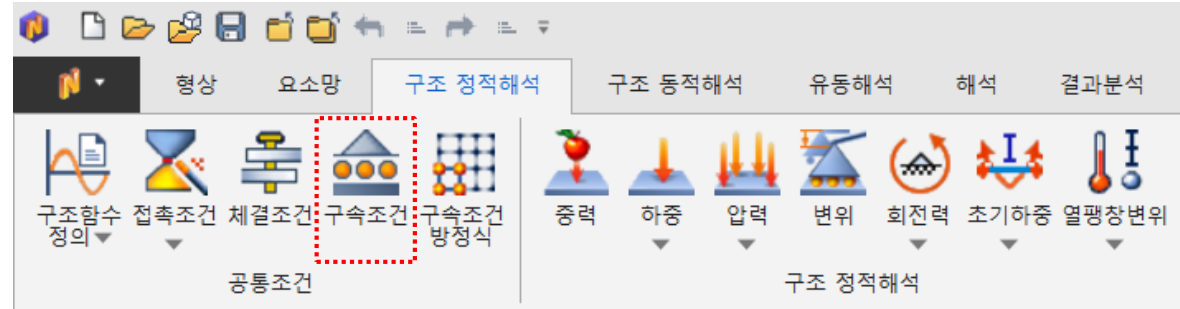 형상 요소망 구조 정적해석 구조 동적해석 유동해석 해석 결과분석
구조함수 접촉조건 체결조건 구속조건 구속조건 중력 하중 압력 변위 회전력 초기하중 열팽창변위
정의 방정식
공통조건 구조 정적해석